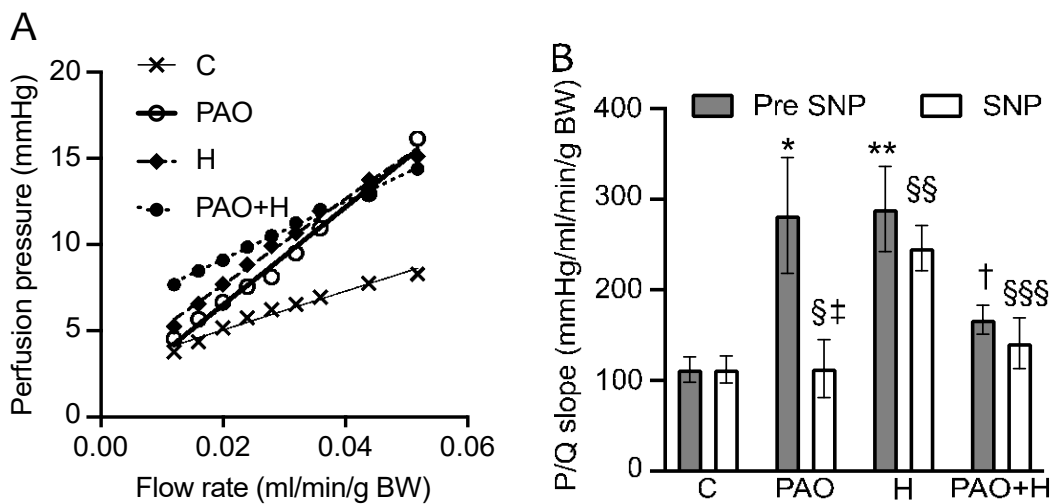 A
C
PAO
H
PAO+H
Perfusion pressure (mmHg)
20
15
10
5
0
0.00 0.02 0.04 0.06
Flow rate (ml/min/g BW)
B
Pre SNP SNP
P/Q slope (mmHg/ml/min/g BW)
400
300
200
100
0
* ** §§
§‡ † §§§
C PAO H PAO+H